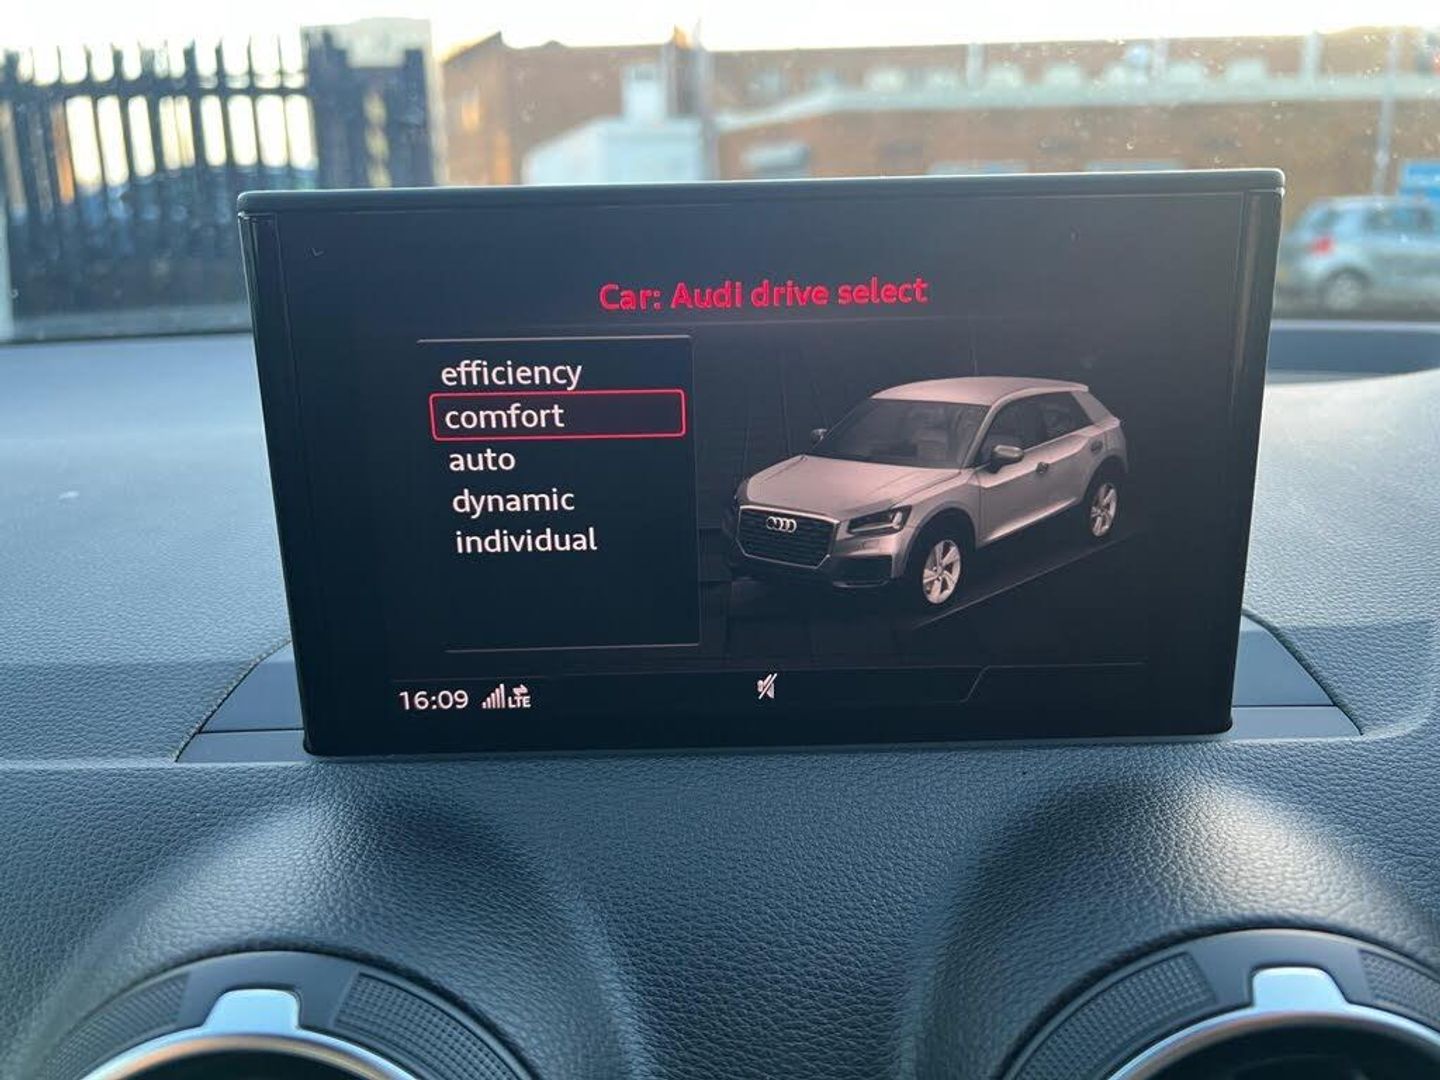 Car: Audi drive select
efficiency
comfort
auto
dynamic
individual
16:09 LTE